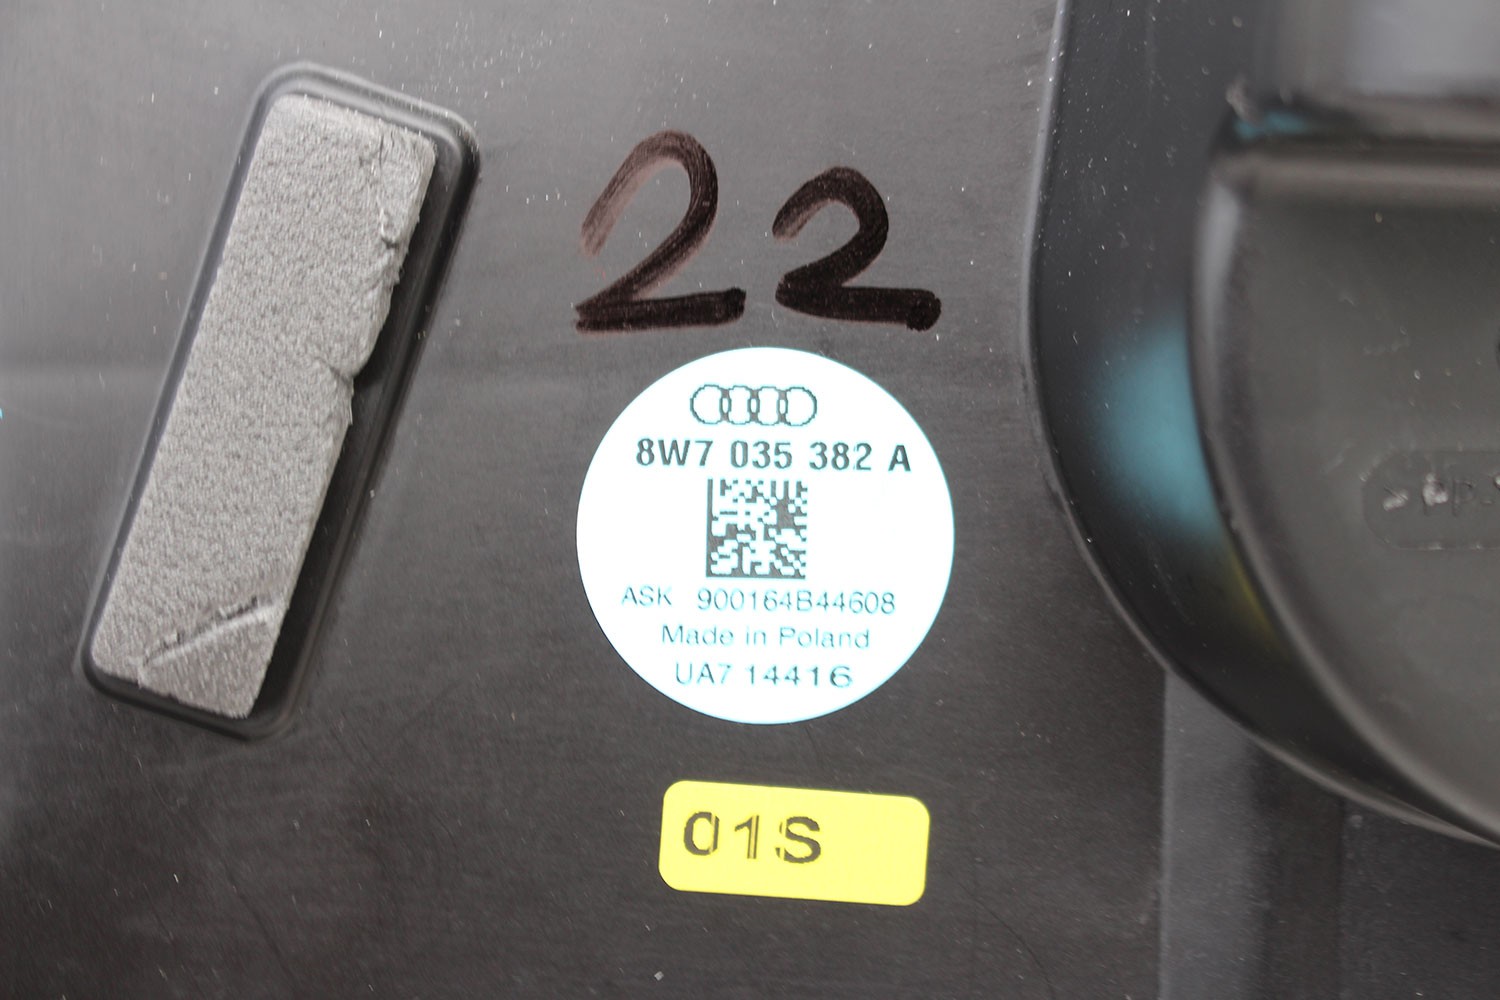 22
8W7 035 382 A
ASK 900164B44608
Made in Poland
UA7 14416
01S